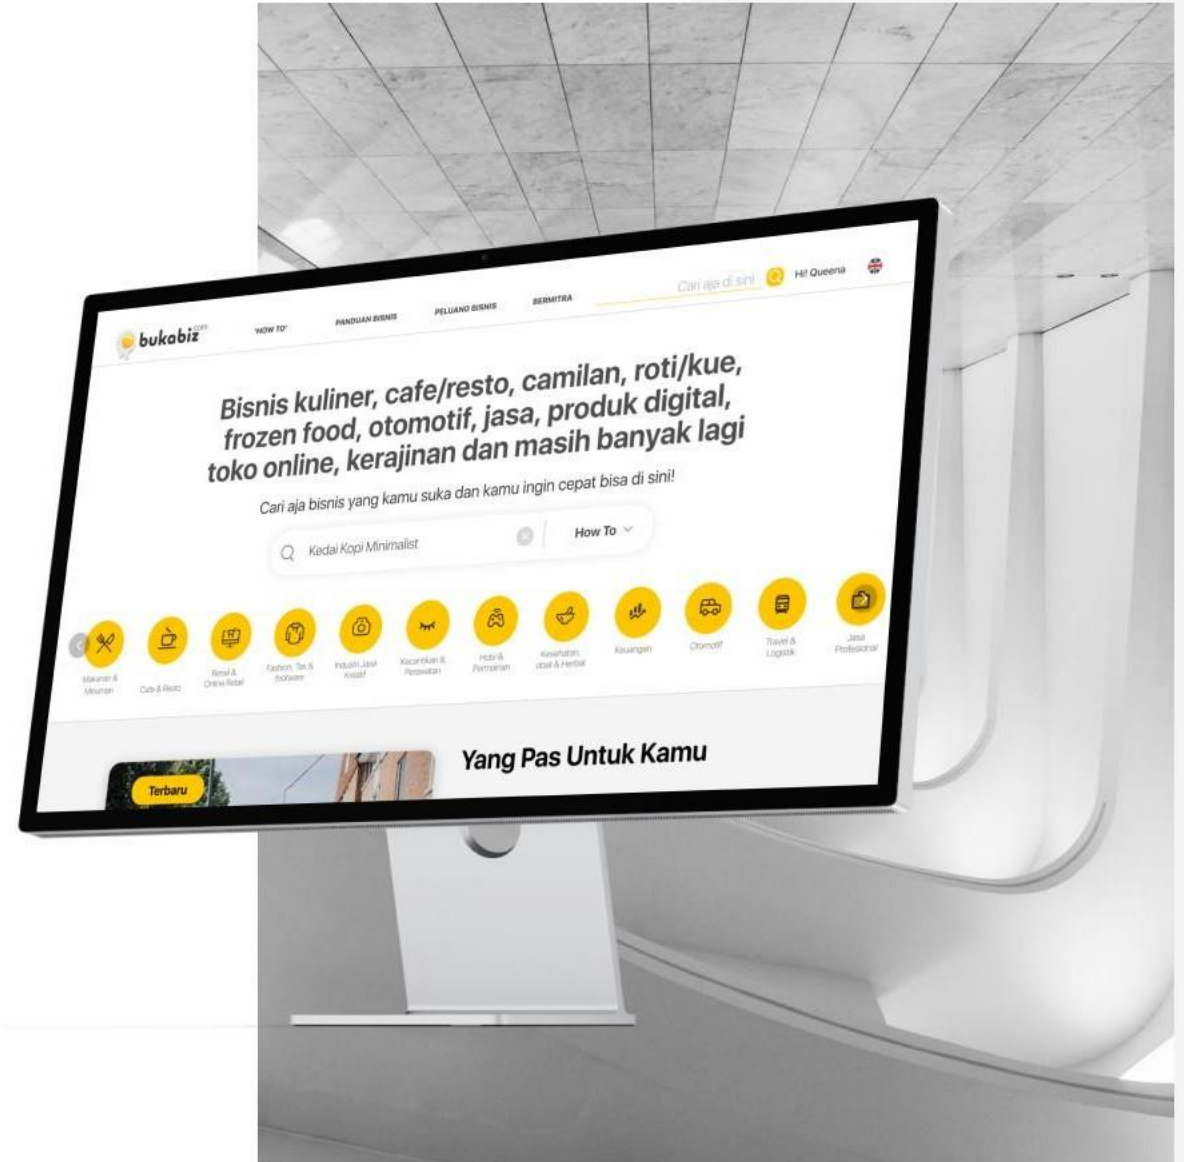 bukabiz.com
'HOW TO'
PANDUAN BISNIS
PELUANG BISNIS
BERMITRA
Cari aja di sini
Hi! Queena
Bisnis kuliner, cafe/resto, camilan, roti/kue,
frozen food, otomotif, jasa, produk digital,
toko online, kerajinan dan masih banyak lagi
Cari aja bisnis yang kamu suka dan kamu ingin cepat bisa di sini!
Kedai Kopi Minimalist
How To
Makanan &
Minuman
Cafe & Resto
Retail &
Online Retail
Fashion, Tas &
footware
Industri Jasa
Kreatif
Kecantikan &
Perawatan
Hobi &
Permainan
Kesehatan,
obat & Herbal
Keuangan
Otomotif
Travel &
Logistik
Jasa
Profesional
Terbaru
Yang Pas Untuk Kamu